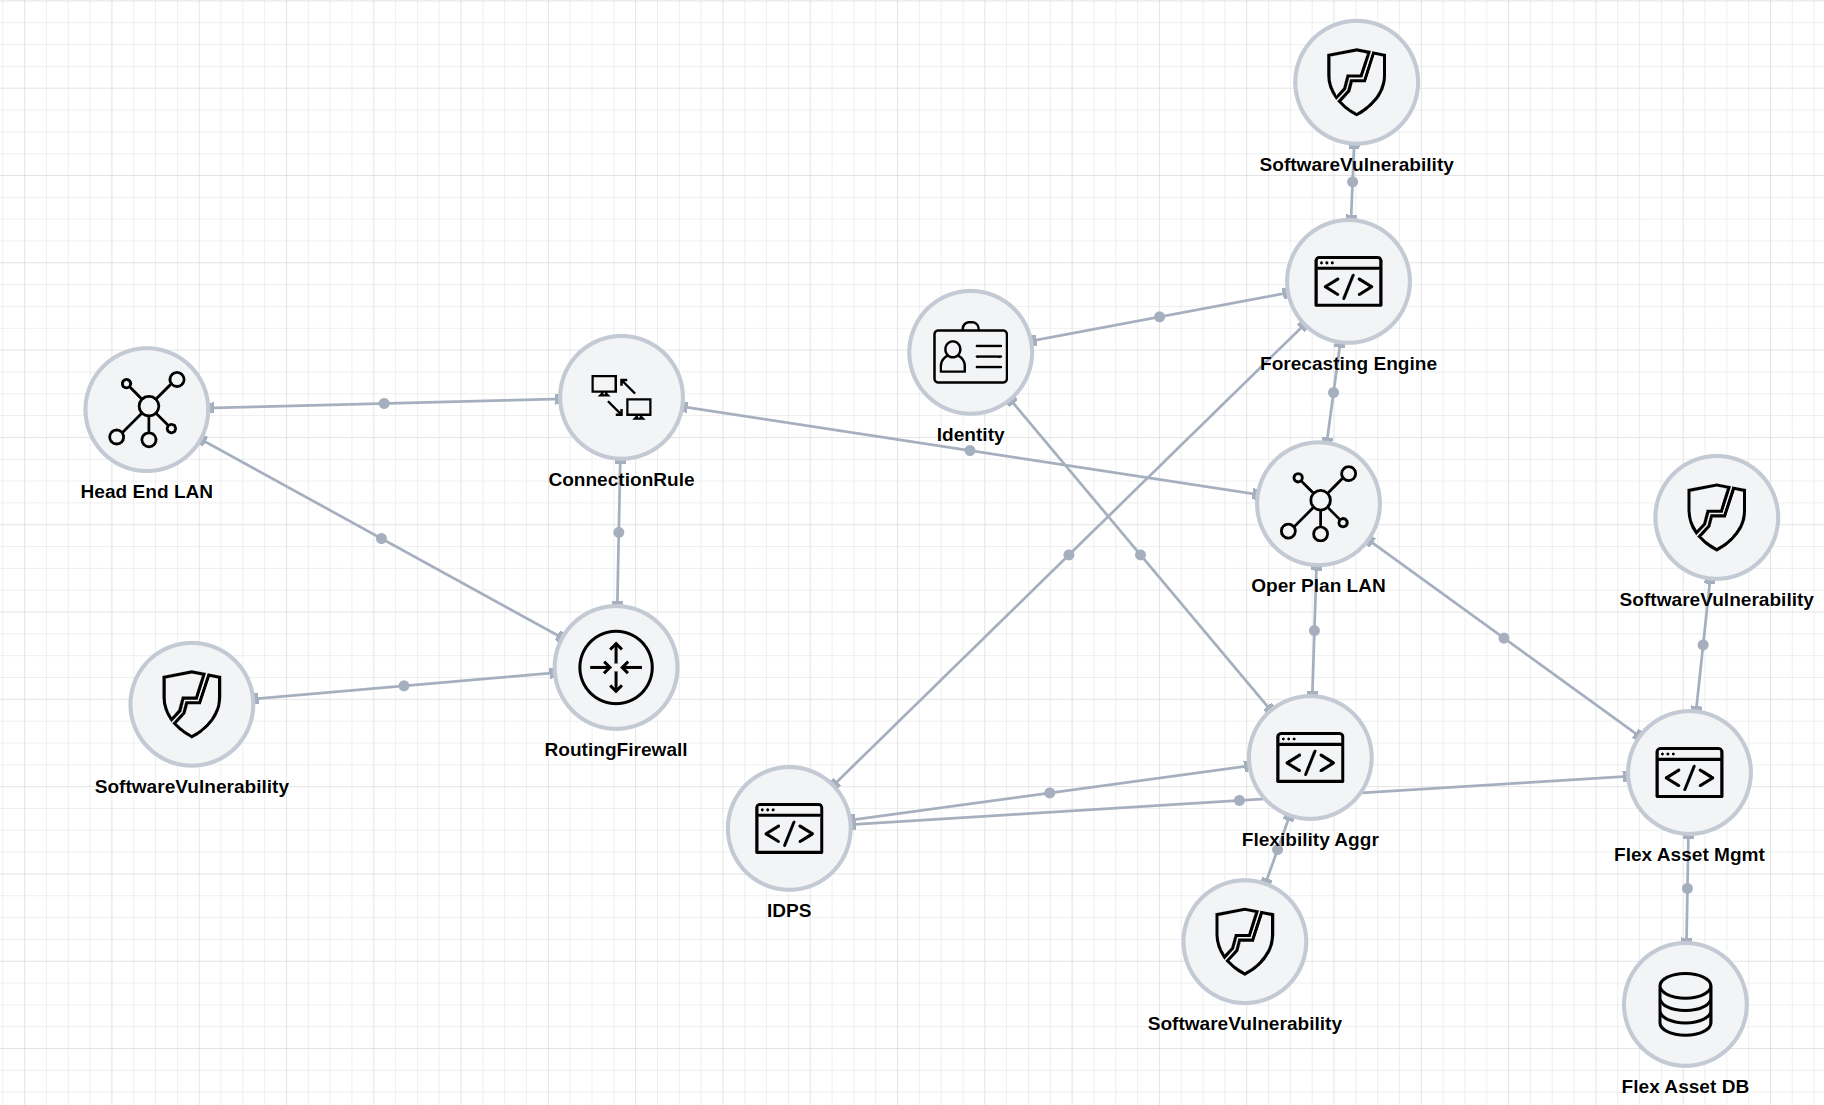 SoftwareVulnerability
Forecasting Engine
Identity
Head End LAN
ConnectionRule
Oper Plan LAN
SoftwareVulnerability
RoutingFirewall
SoftwareVulnerability
Flexibility Aggr
Flex Asset Mgmt
IDPS
SoftwareVulnerability
Flex Asset DB